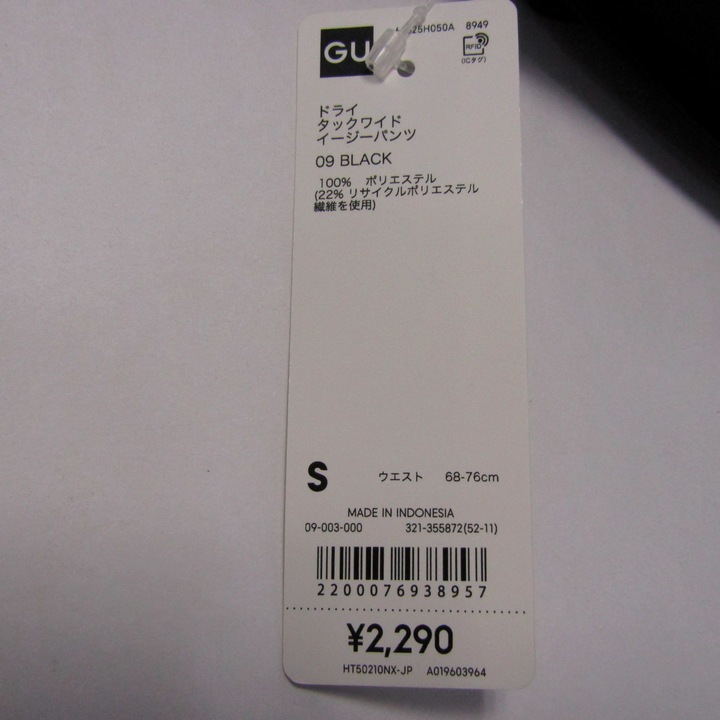 GU
25H050A 8949
RFID
(ICタグ)
ドライ
タックワイド
イージーパンツ
09 BLACK
100% ポリエステル
(22% リサイクルポリエステル
繊維を使用)
S ウエスト 68-76cm
MADE IN INDONESIA
09-003-000 321-355872(52-11)
2200076938957
¥2,290
HT50210NX-JP A019603964